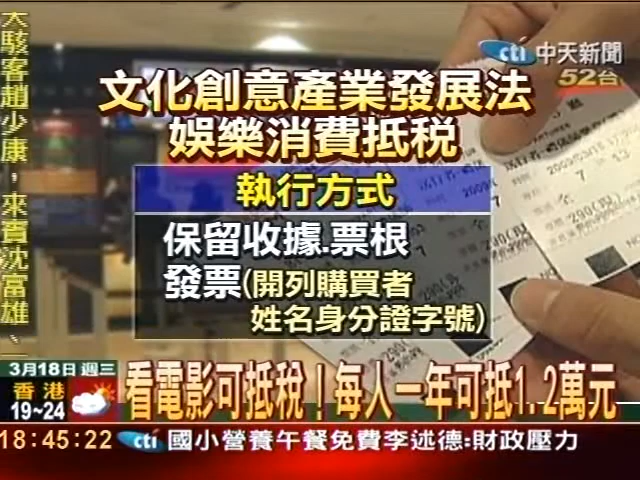 cti 中天新聞
52台
文化創意產業發展法
娛樂消費抵稅
執行方式
保留收據.票根
發票(開列購買者
姓名身分證字號)
駭客趙少康，來賓沈富雄、
3月18日 週三
香港
19~24
看電影可抵稅！每人一年可抵1.2萬元
18:45:22 cti 國小營養午餐免費李述德:財政壓力